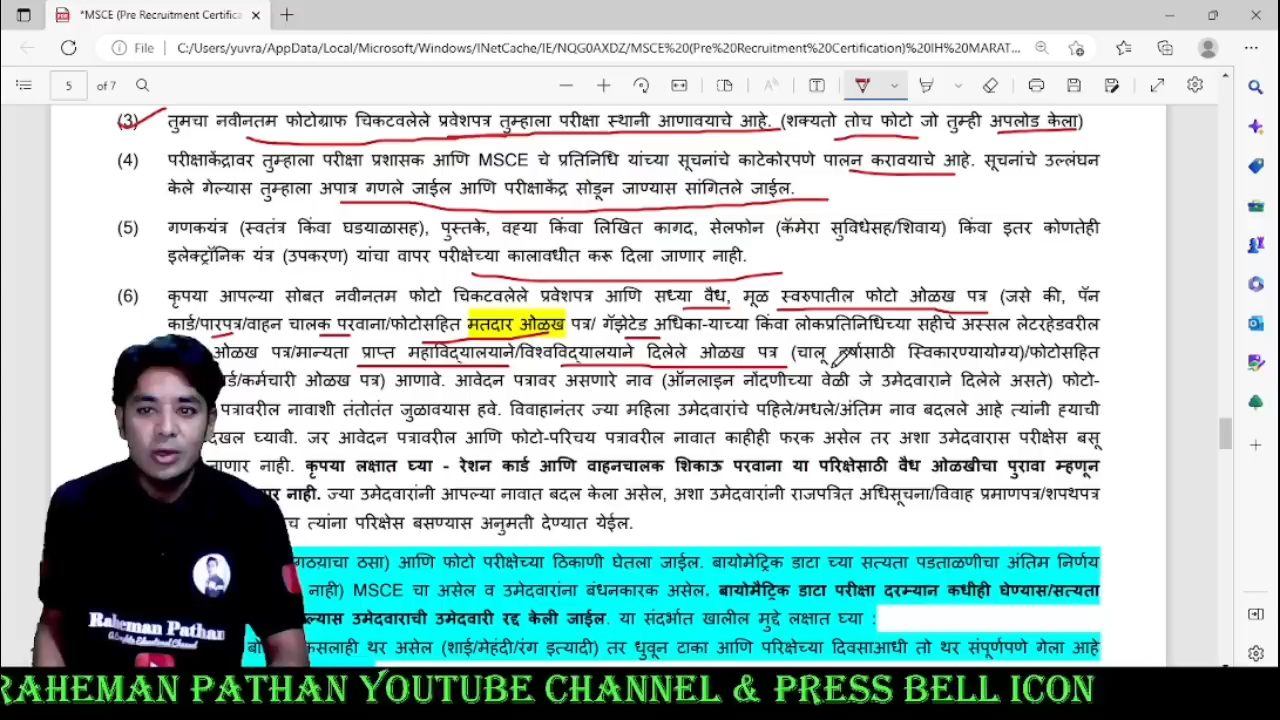 *MSCE (Pre Recruitment Certifica
File C:/Users/yuvra/AppData/Local/Microsoft/Windows/INetCache/IE/NQG0AXDZ/MSCE%20(Pre%20Recruitment%20Certification)%20IH%20MARAT...
5 of 7
(3) तुमचा नवीनतम फोटोग्राफ चिकटवलेले प्रवेशपत्र तुम्हाला परीक्षा स्थानी आणावयाचे आहे. (शक्यतो तोच फोटो जो तुम्ही अपलोड केला)
(4) परीक्षाकेंद्रावर तुम्हाला परीक्षा प्रशासक आणि MSCE चे प्रतिनिधि यांच्या सूचनांचे काटेकोरपणे पालन करावयाचे आहे. सूचनांचे उल्लंघन
केले गेल्यास तुम्हाला अपात्र गणले जाईल आणि परीक्षाकेंद्र सोडून जाण्यास सांगितले जाईल.
(5) गणकयंत्र (स्वतंत्र किंवा घडयाळासह), पुस्तके, वह्या किंवा लिखित कागद, सेलफोन (कॅमेरा सुविधेसह/शिवाय) किंवा इतर कोणतेही
इलेक्ट्रॉनिक यंत्र (उपकरण) यांचा वापर परीक्षेच्या कालावधीत करू दिला जाणार नाही.
(6) कृपया आपल्या सोबत नवीनतम फोटो चिकटवलेले प्रवेशपत्र आणि सध्या वैध, मूळ स्वरुपातील फोटो ओळख पत्र (जसे की, पॅन
कार्ड/पारपत्र/वाहन चालक परवाना/फोटोसहित मतदार ओळख पत्र/ गॅझेटेड अधिका-याच्या किंवा लोकप्रतिनिधिच्या सहीचे अस्सल लेटरहेडवरील
ओळख पत्र/मान्यता प्राप्त महाविद्यालयाने/विश्वविद्यालयाने दिलेले ओळख पत्र (चालू वर्षासाठी स्विकारण्यायोग्य)/फोटोसहित
र्ड/कर्मचारी ओळख पत्र) आणावे. आवेदन पत्रावर असणारे नाव (ऑनलाइन नोंदणीच्या वेळी जे उमेदवाराने दिलेले असते) फोटो-
पत्रावरील नावाशी तंतोतंत जुळावयास हवे. विवाहानंतर ज्या महिला उमेदवारांचे पहिले/मधले/अंतिम नाव बदलले आहे त्यांनी ह्याची
दखल घ्यावी. जर आवेदन पत्रावरील आणि फोटो-परिचय पत्रावरील नावात काहीही फरक असेल तर अशा उमेदवारास परीक्षेस बसू
जाणार नाही. कृपया लक्षात घ्या - रेशन कार्ड आणि वाहनचालक शिकाऊ परवाना या परिक्षेसाठी वैध ओळखीचा पुरावा म्हणून
नाही. ज्या उमेदवारांनी आपल्या नावात बदल केला असेल, अशा उमेदवारांनी राजपत्रित अधिसूचना/विवाह प्रमाणपत्र/शपथपत्र
च त्यांना परिक्षेस बसण्यास अनुमती देण्यात येईल.
ठसा) आणि फोटो परीक्षेच्या ठिकाणी घेतला जाईल. बायोमेट्रिक डाटा च्या सत्यता पडताळणीचा अंतिम निर्णय
नाही) MSCE चा असेल व उमेदवारांना बंधनकारक असेल. बायोमैट्रिक डाटा परीक्षा दरम्यान कधीही घेण्यास/सत्यता
ल्यास उमेदवाराची उमेदवारी रद्द केली जाईल. या संदर्भात खालील मुद्दे लक्षात घ्या :
कसलाही थर असेल (शाई/मेहंदी/रंग इत्यादी) तर धुवून टाका आणि परिक्षेच्या दिवसाआधी तो थर संपूर्णपणे गेला आहे
Raheman Pathan
RAHEMAN PATHAN YOUTUBE CHANNEL & PRESS BELL ICON